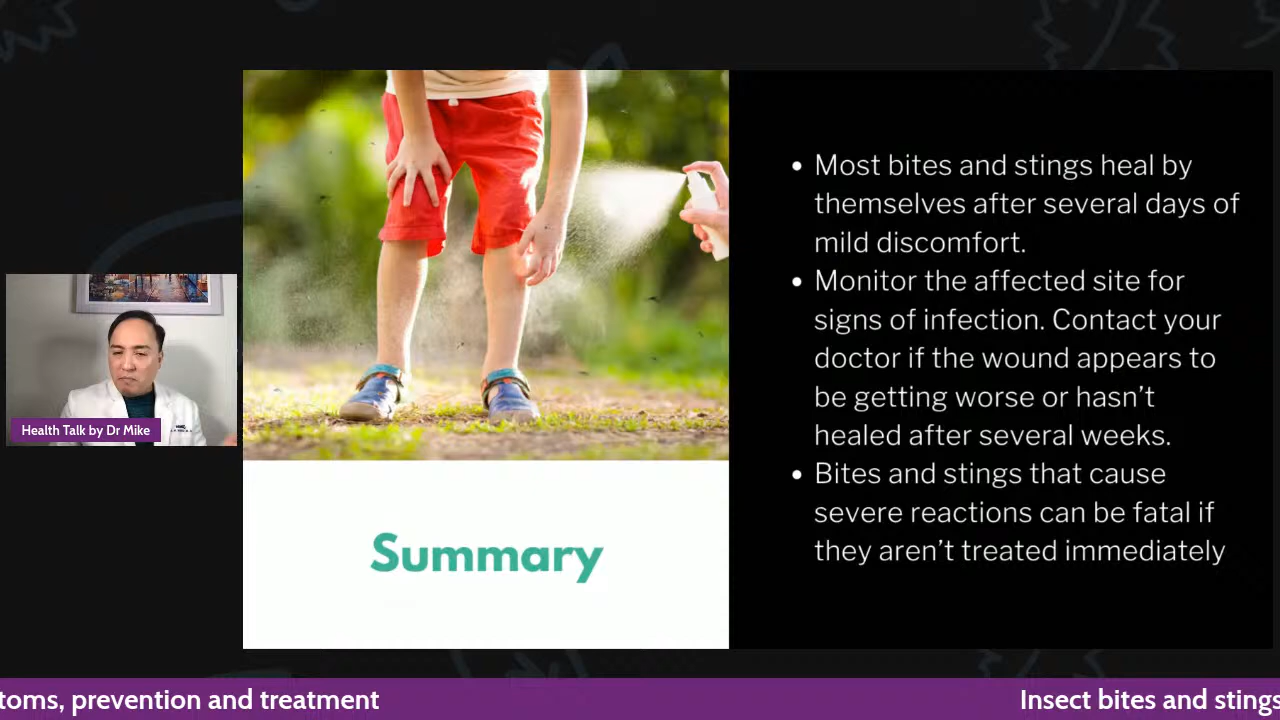 • Most bites and stings heal by
themselves after several days of
mild discomfort.
• Monitor the affected site for
signs of infection. Contact your
doctor if the wound appears to
be getting worse or hasn't
healed after several weeks.
• Bites and stings that cause
severe reactions can be fatal if
they aren't treated immediately
Summary
Health Talk by Dr Mike
toms, prevention and treatment
Insect bites and stings